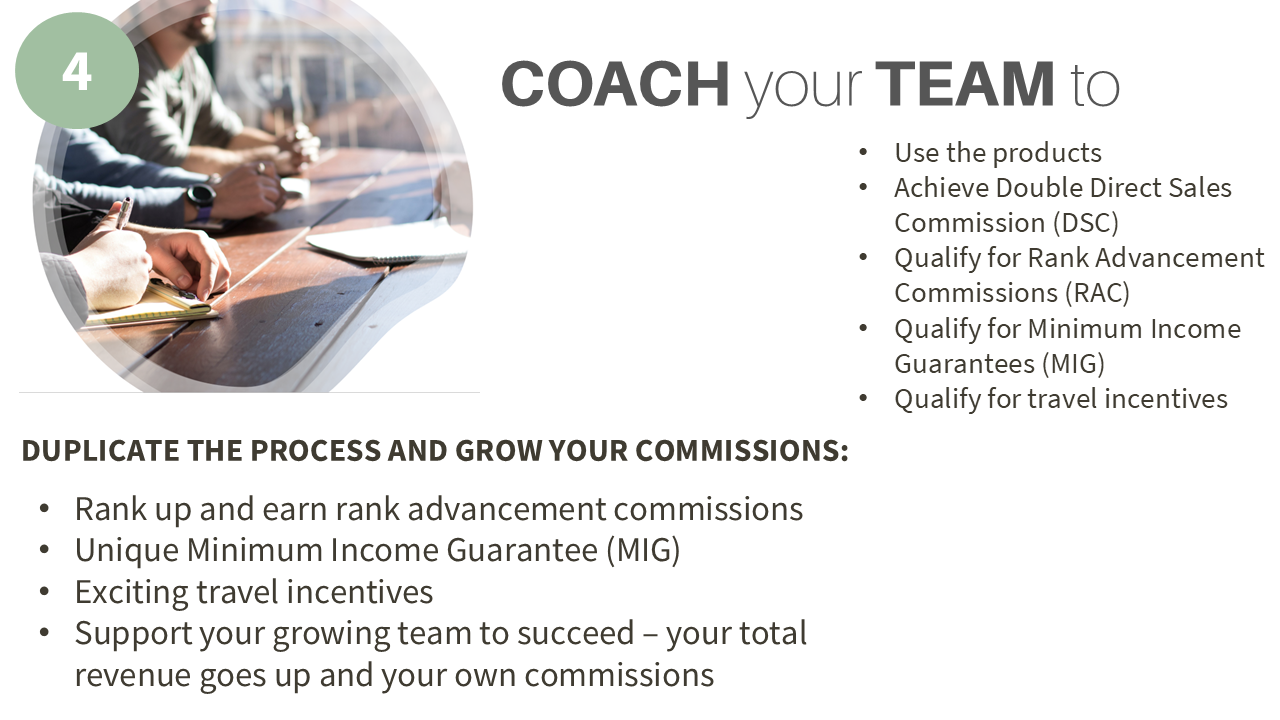 4
COACH your TEAM to
• Use the products
• Achieve Double Direct Sales
Commission (DSC)
• Qualify for Rank Advancement
Commissions (RAC)
• Qualify for Minimum Income
Guarantees (MIG)
• Qualify for travel incentives
DUPLICATE THE PROCESS AND GROW YOUR COMMISSIONS:
• Rank up and earn rank advancement commissions
• Unique Minimum Income Guarantee (MIG)
• Exciting travel incentives
• Support your growing team to succeed – your total
revenue goes up and your own commissions